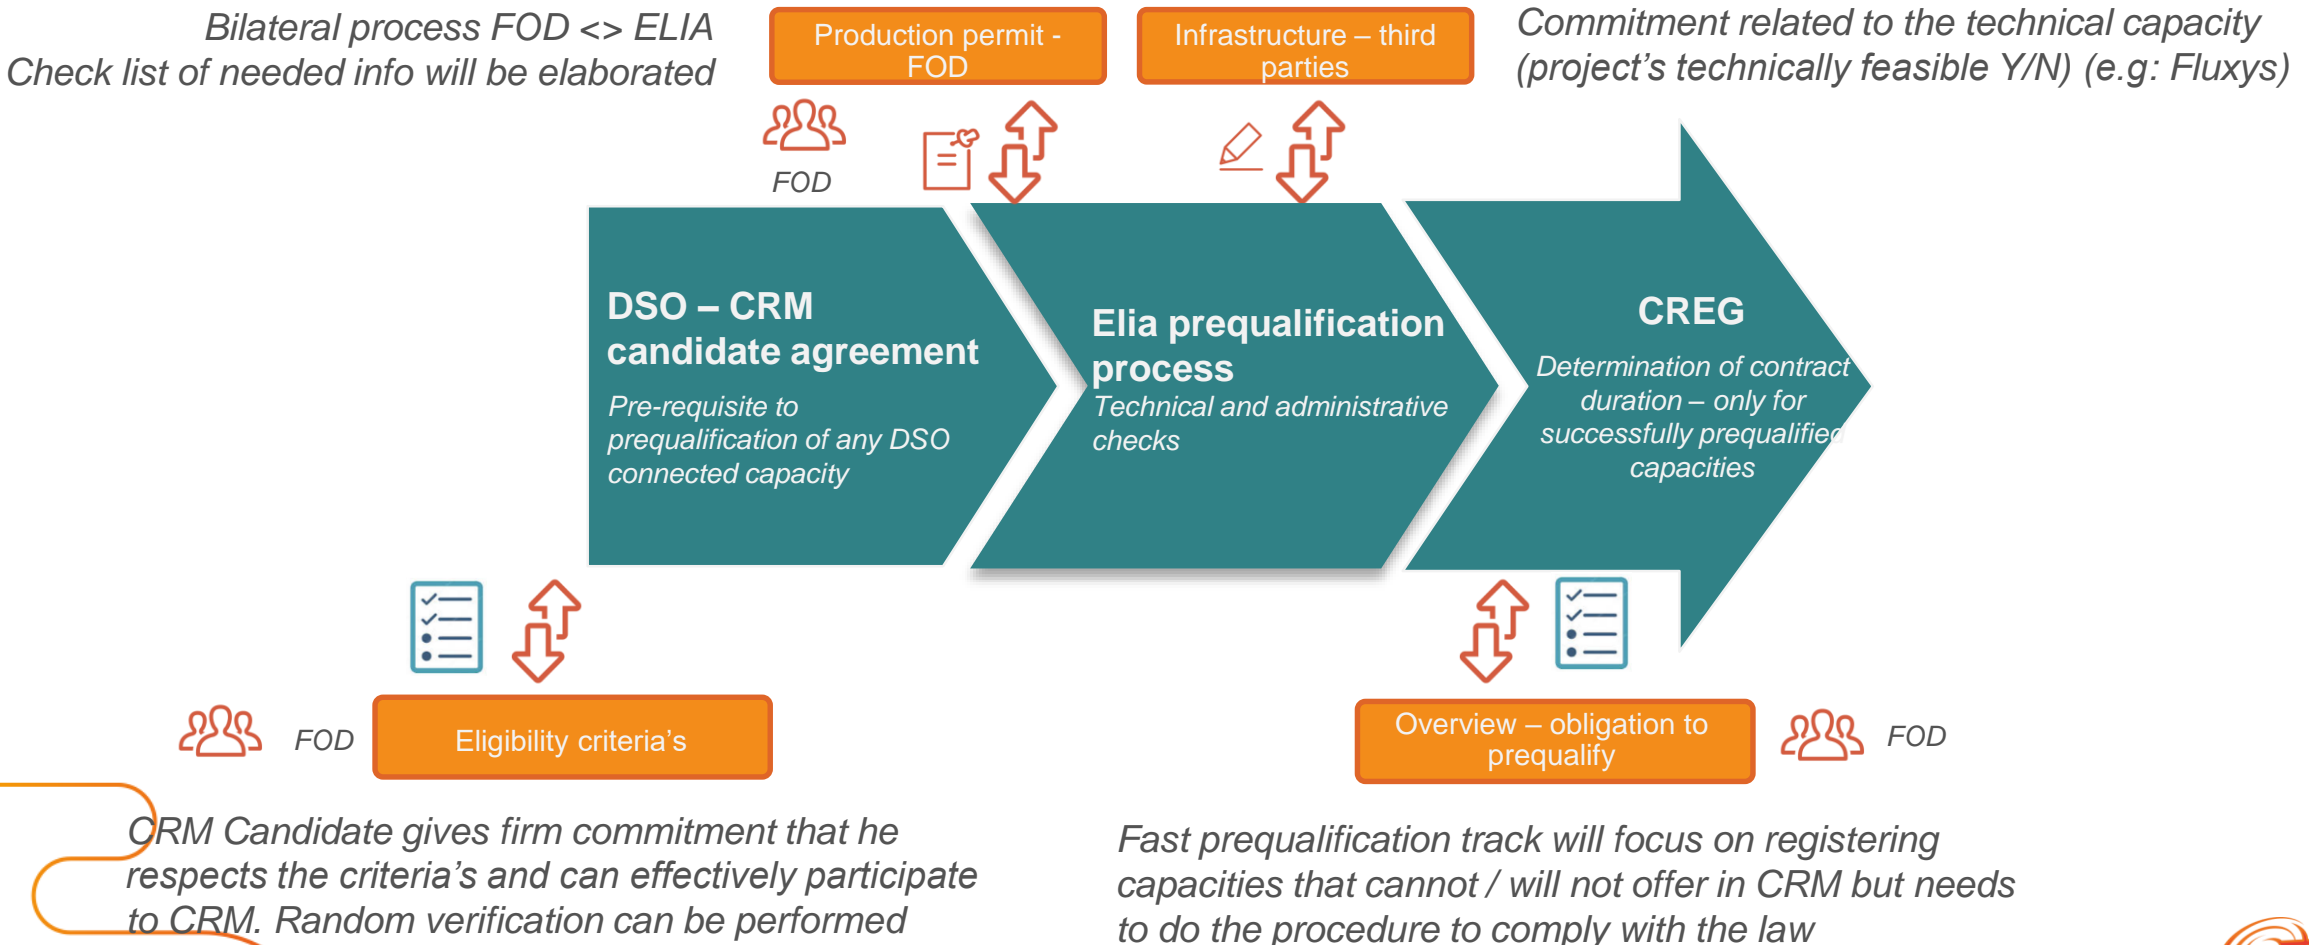 Bilateral process FOD <> ELIA
Check list of needed info will be elaborated
Production permit -
FOD
Infrastructure – third
parties
Commitment related to the technical capacity
(project's technically feasible Y/N) (e.g: Fluxys)
FOD
DSO – CRM
candidate agreement
Pre-requisite to
prequalification of any DSO
connected capacity
Elia prequalification
process
Technical and administrative
checks
CREG
Determination of contract
duration – only for
successfully prequalified
capacities
FOD
Eligibility criteria's
Overview – obligation to
prequalify
FOD
CRM Candidate gives firm commitment that he
respects the criteria's and can effectively participate
to CRM. Random verification can be performed
Fast prequalification track will focus on registering
capacities that cannot / will not offer in CRM but needs
to do the procedure to comply with the law